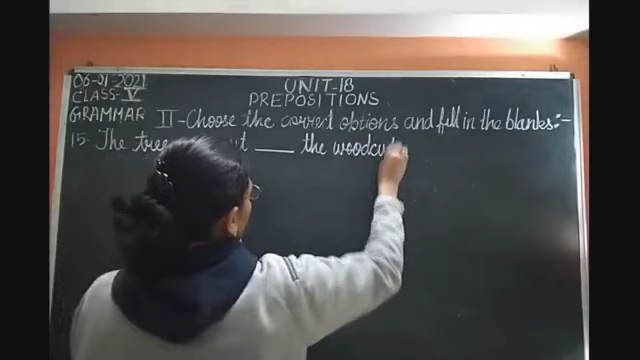 06-01-2021
UNIT-18
CLASS-V
PREPOSITIONS
GRAMMAR II-Choose the correct options and fill in the blanks:-
15. The tree ____ the woodcu